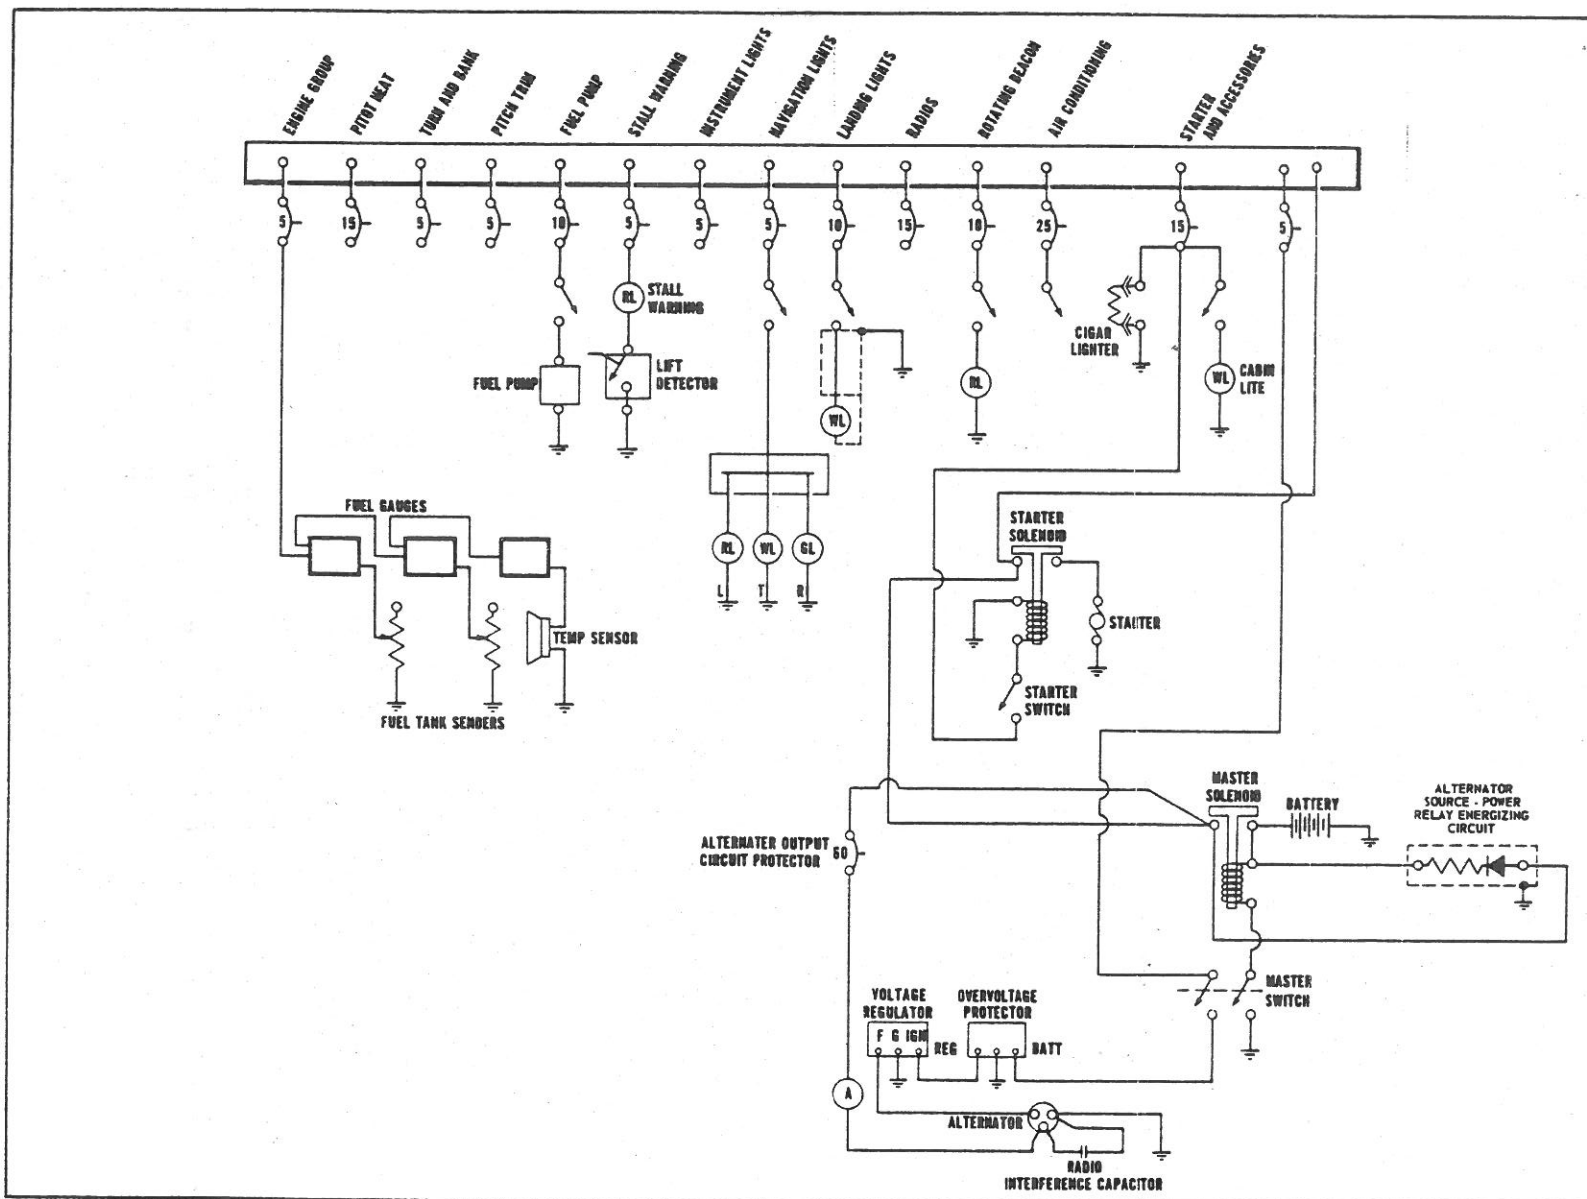 ENGINE GROUP
PITOT HEAT
TURN AND BANK
PITCH TRIM
FUEL PUMP
STALL WARNING
INSTRUMENT LIGHTS
NAVIGATION LIGHTS
LANDING LIGHTS
RADIOS
ROTATING BEACON
AIR CONDITIONING
STARTER
AND ACCESSORIES
5
15
5
5
10
5
5
5
10
15
10
25
15
5
RL
STALL
WARNING
FUEL PUMP
LIFT
DETECTOR
WL
RL
CIGAR
LIGHTER
WL
CABIN
LITE
FUEL GAUGES
RL
WL
GL
L
T
R
STARTER
SOLENOID
STARTER
TEMP SENSOR
STARTER
SWITCH
FUEL TANK SENDERS
MASTER
SOLENOID
BATTERY
ALTERNATOR
SOURCE - POWER
RELAY ENERGIZING
CIRCUIT
ALTERNATER OUTPUT
CIRCUIT PROTECTOR
60
MASTER
SWITCH
VOLTAGE
REGULATOR
OVERVOLTAGE
PROTECTOR
F G IGN
REG
BATT
A
ALTERNATOR
RADIO
INTERFERENCE CAPACITOR